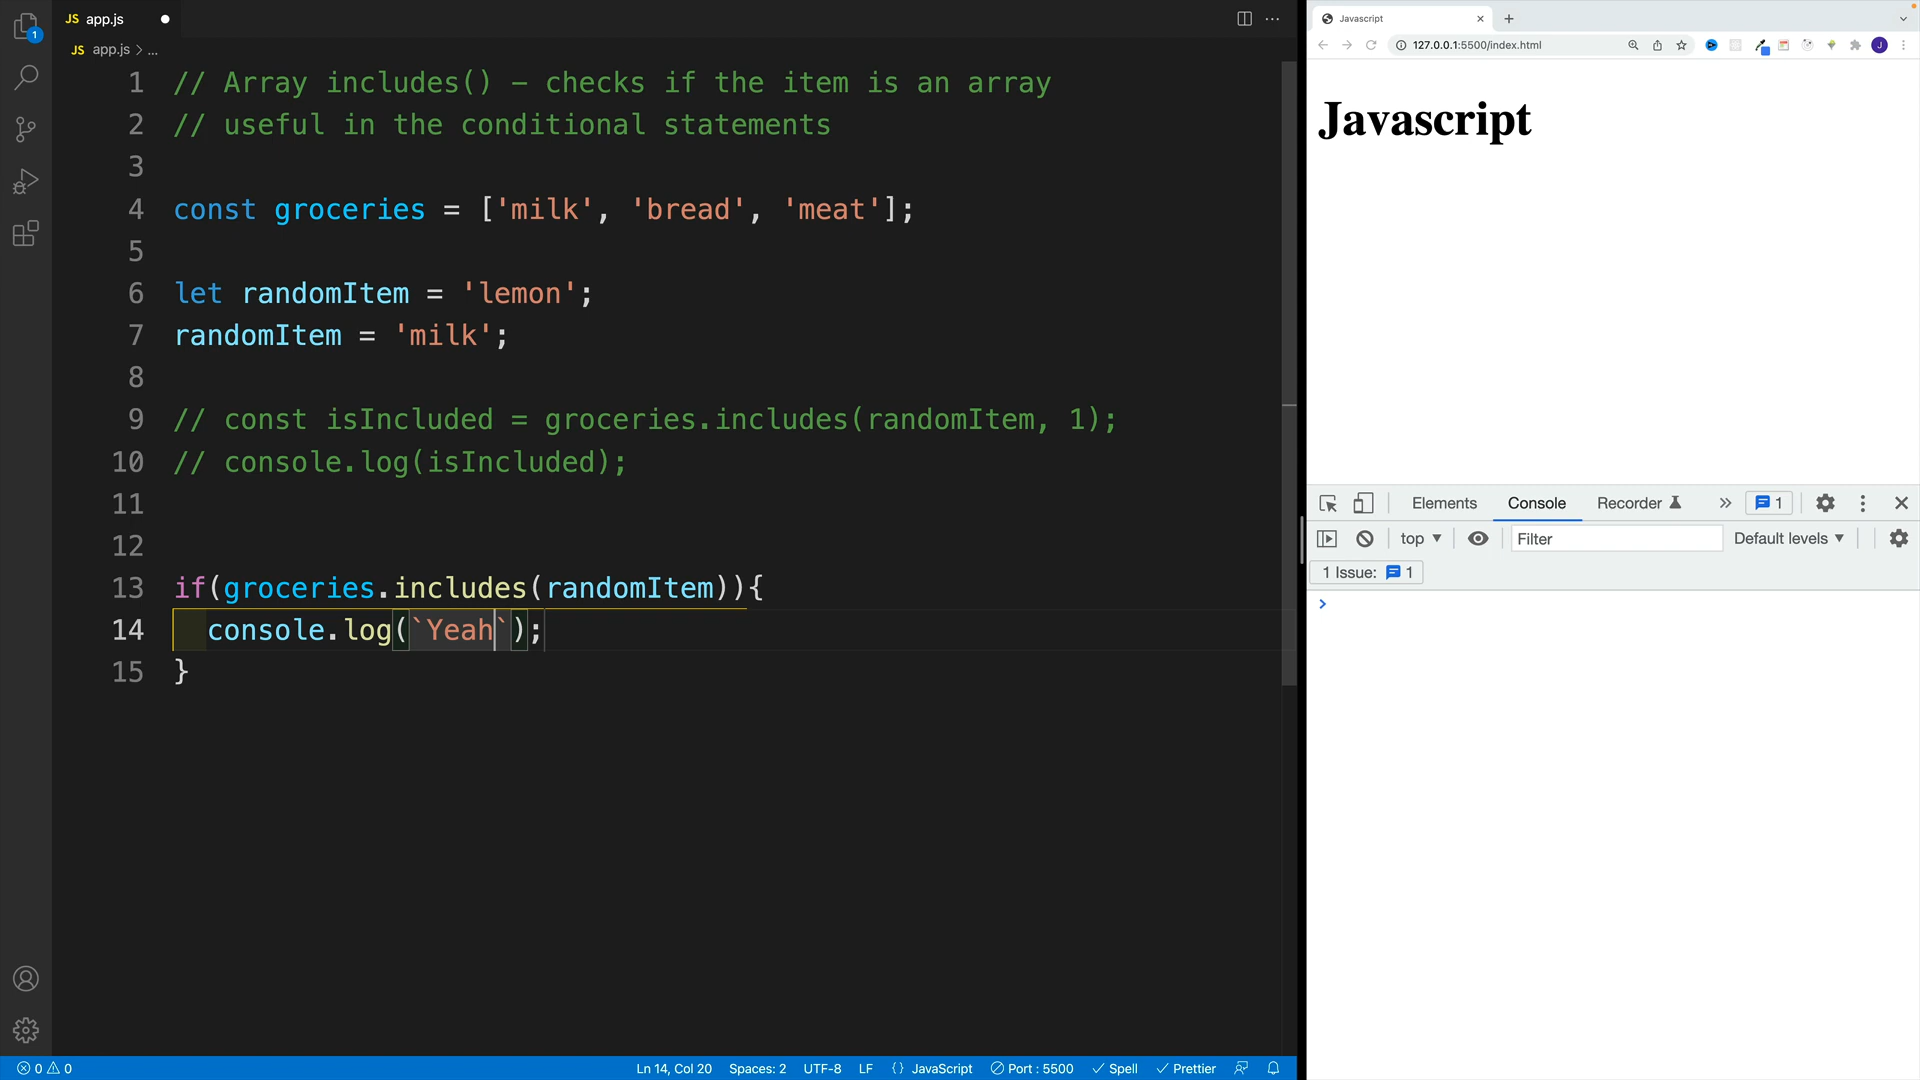 JS app.js
JS app.js > ...
1 // Array includes() – checks if the item is an array
2 // useful in the conditional statements
3
4 const groceries = ['milk', 'bread', 'meat'];
5
6 let randomItem = 'lemon';
7 randomItem = 'milk';
8
9 // const isIncluded = groceries.includes(randomItem, 1);
10 // console.log(isIncluded);
11
12
13 if(groceries.includes(randomItem)){
14 console.log(`Yeah`);
15 }
1
0 0
Ln 14, Col 20 Spaces: 2 UTF-8 LF {} JavaScript Port : 5500 Spell Prettier
Javascript
127.0.0.1:5500/index.html
J
Javascript
Elements Console Recorder 1
top Filter Default levels
1 Issue: 1